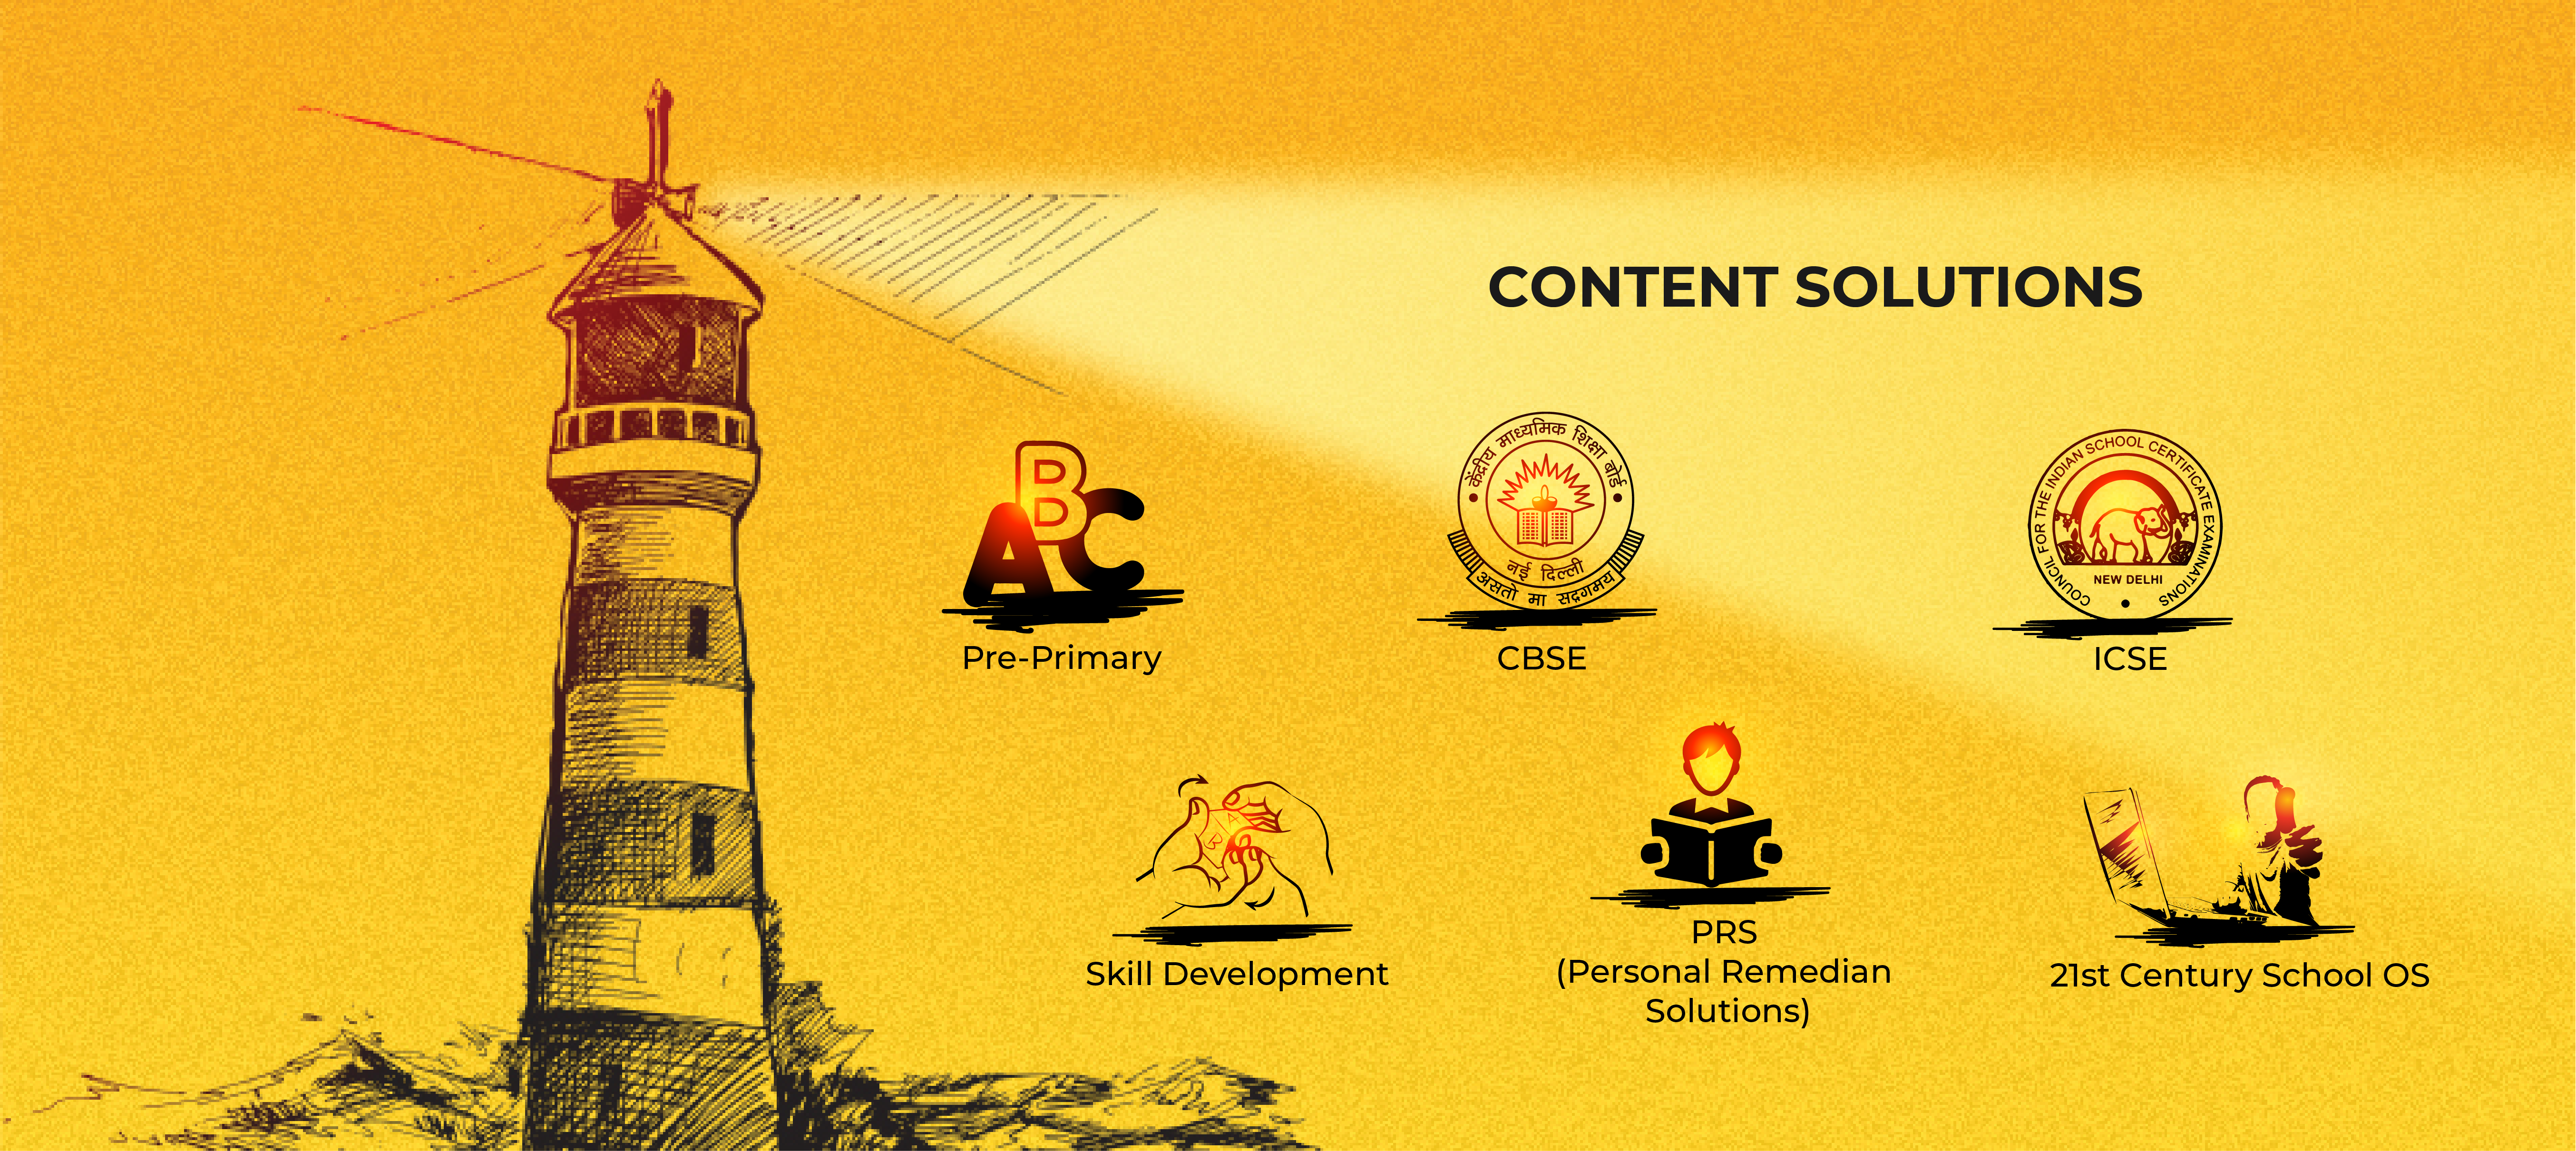 CONTENT SOLUTIONS
B
A C
Pre-Primary
केंद्रीय माध्यमिक शिक्षा बोर्ड
नई दिल्ली
असतो मा सद्गमय
CBSE
COUNCIL FOR THE INDIAN SCHOOL CERTIFICATE EXAMINATIONS
NEW DELHI
ICSE
A
B
Skill Development
PRS
(Personal Remedian
Solutions)
21st Century School OS